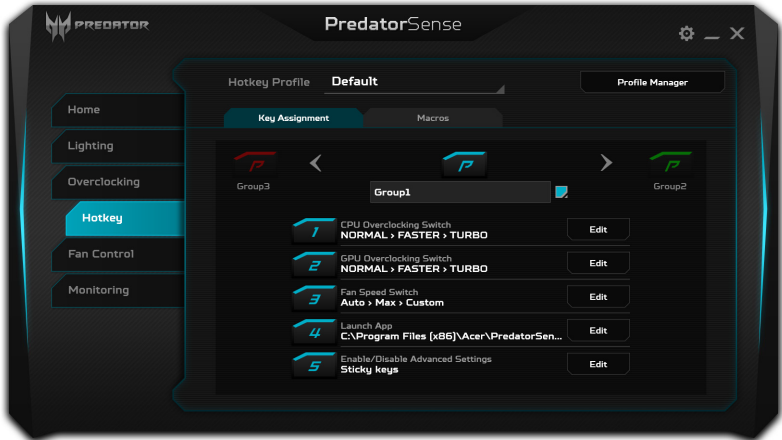 PREDATOR
PredatorSense
Hotkey Profile Default
Profile Manager
Key Assignment Macros
Home
Lighting
Overclocking
Hotkey
Fan Control
Monitoring
P P P
Group3 Group2
Group1
1 CPU Overclocking Switch
NORMAL > FASTER > TURBO
Edit
2 GPU Overclocking Switch
NORMAL > FASTER > TURBO
Edit
3 Fan Speed Switch
Auto > Max > Custom
Edit
4 Launch App
C:\Program Files [x86]\Acer\PredatorSen...
Edit
5 Enable/Disable Advanced Settings
Sticky keys
Edit